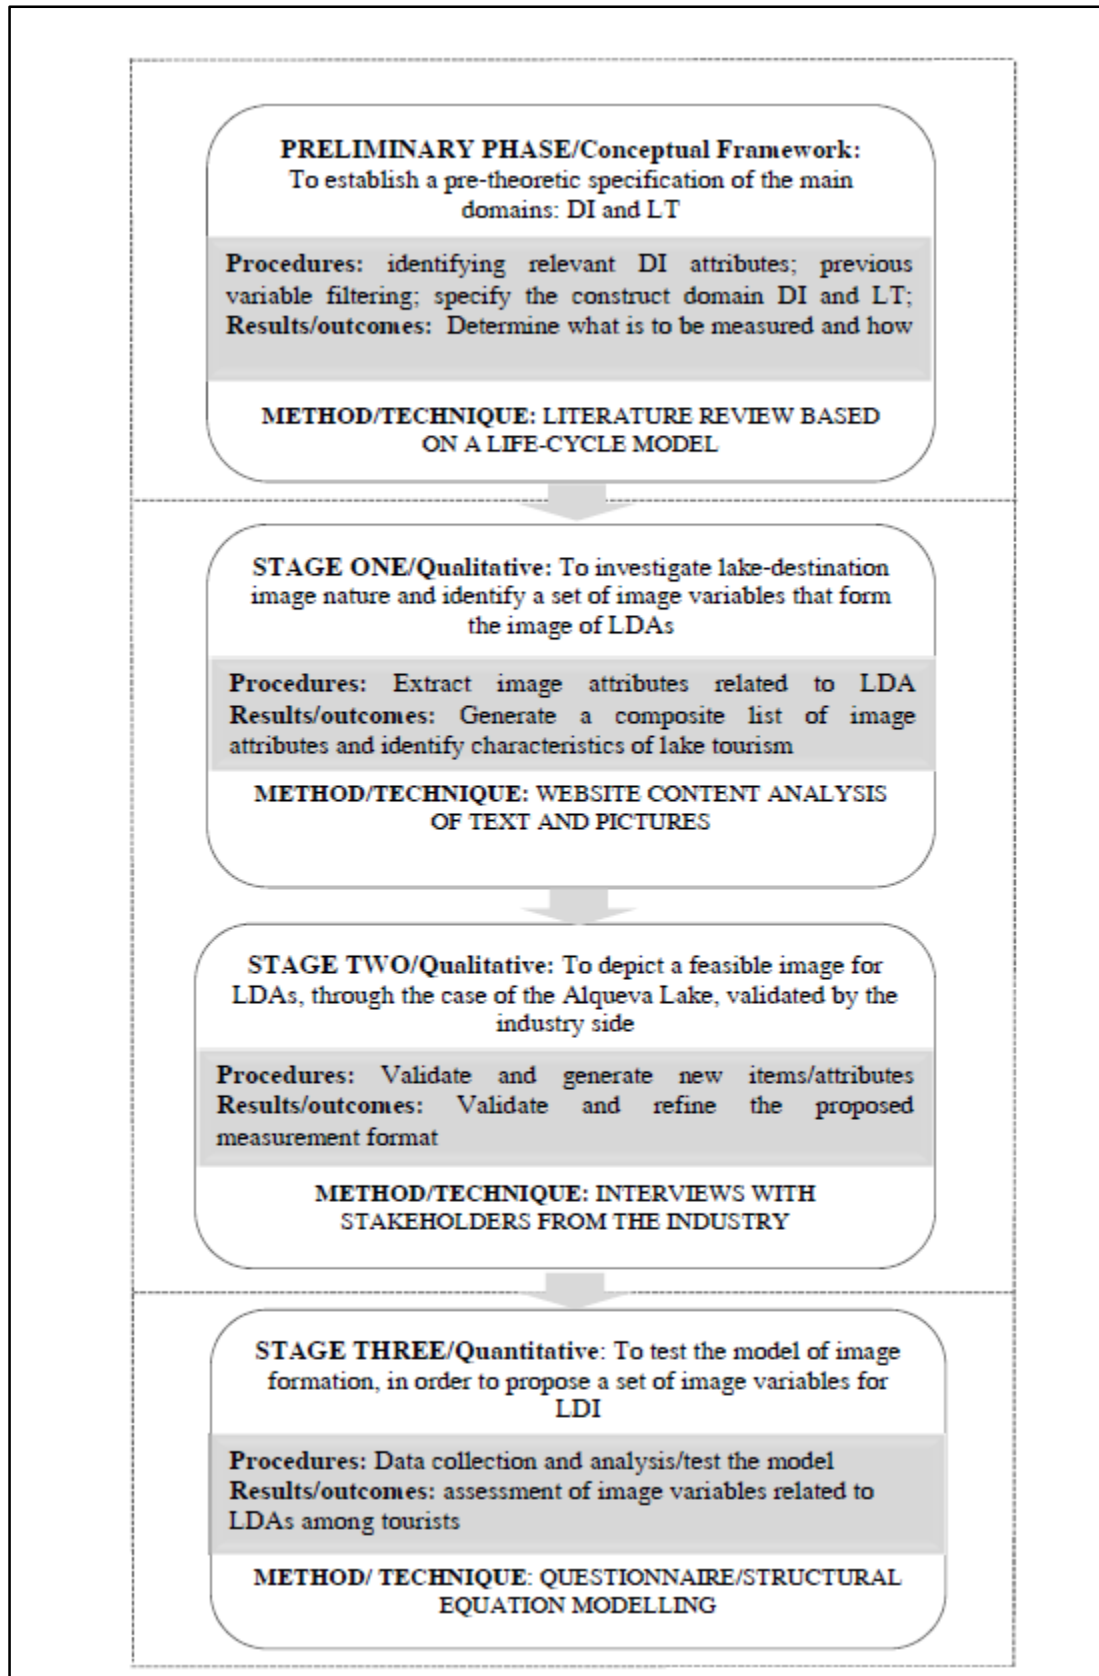 PRELIMINARY PHASE/Conceptual Framework:
To establish a pre-theoretic specification of the main
domains: DI and LT
Procedures: identifying relevant DI attributes; previous
variable filtering; specify the construct domain DI and LT;
Results/outcomes: Determine what is to be measured and how
METHOD/TECHNIQUE: LITERATURE REVIEW BASED
ON A LIFE-CYCLE MODEL
STAGE ONE/Qualitative: To investigate lake-destination
image nature and identify a set of image variables that form
the image of LDAs
Procedures: Extract image attributes related to LDA
Results/outcomes: Generate a composite list of image
attributes and identify characteristics of lake tourism
METHOD/TECHNIQUE: WEBSITE CONTENT ANALYSIS
OF TEXT AND PICTURES
STAGE TWO/Qualitative: To depict a feasible image for
LDAs, through the case of the Alqueva Lake, validated by the
industry side
Procedures: Validate and generate new items/attributes
Results/outcomes: Validate and refine the proposed
measurement format
METHOD/TECHNIQUE: INTERVIEWS WITH
STAKEHOLDERS FROM THE INDUSTRY
STAGE THREE/Quantitative: To test the model of image
formation, in order to propose a set of image variables for
LDI
Procedures: Data collection and analysis/test the model
Results/outcomes: assessment of image variables related to
LDAs among tourists
METHOD/ TECHNIQUE: QUESTIONNAIRE/STRUCTURAL
EQUATION MODELLING